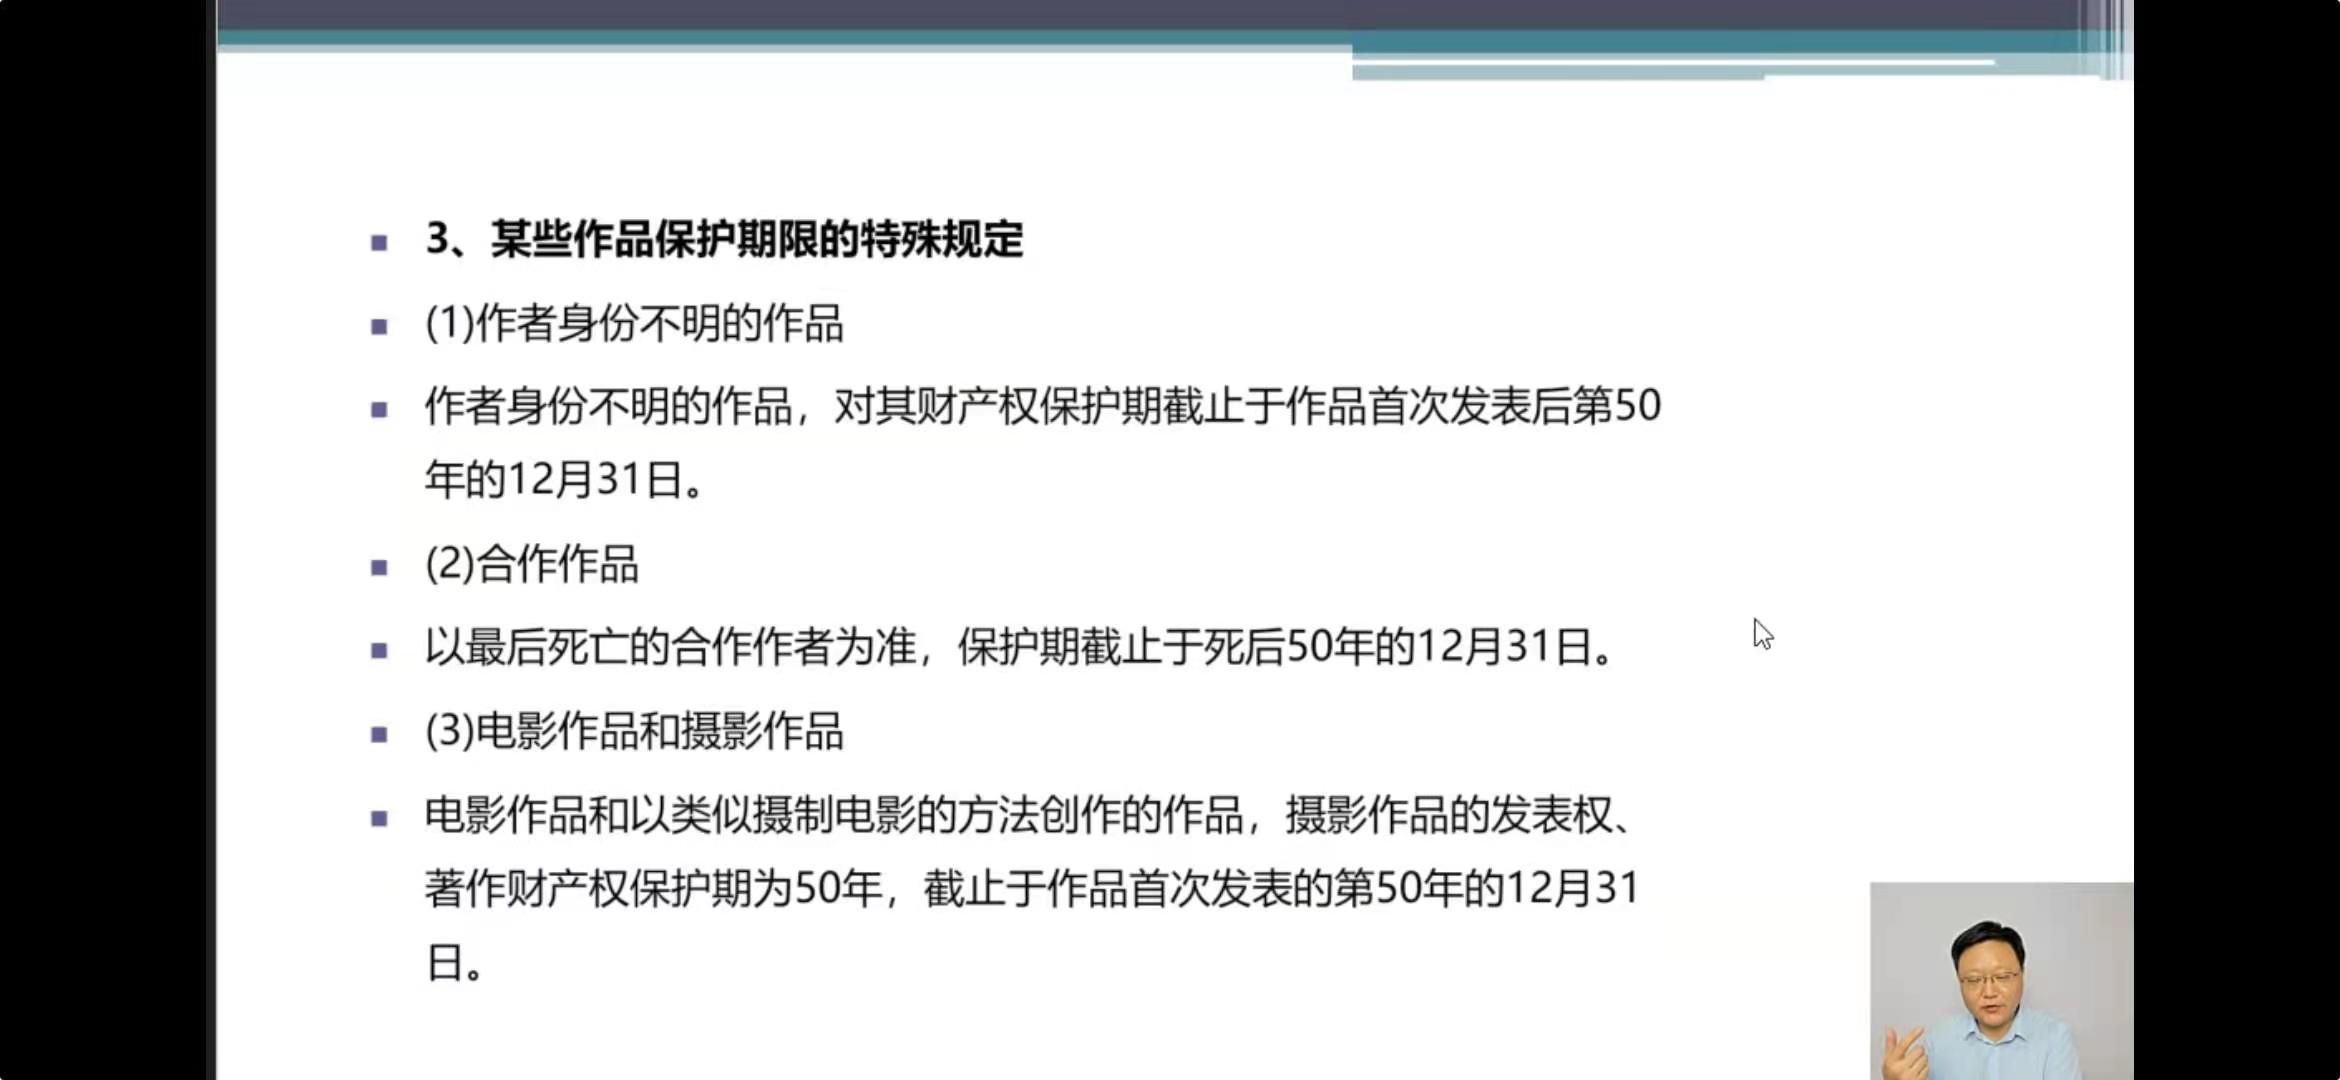 3、某些作品保护期限的特殊规定
(1)作者身份不明的作品
作者身份不明的作品，对其财产权保护期截止于作品首次发表后第50
年的12月31日。
(2)合作作品
以最后死亡的合作作者为准，保护期截止于死后50年的12月31日。
(3)电影作品和摄影作品
电影作品和以类似摄制电影的方法创作的作品，摄影作品的发表权、
著作财产权保护期为50年，截止于作品首次发表的第50年的12月31
日。